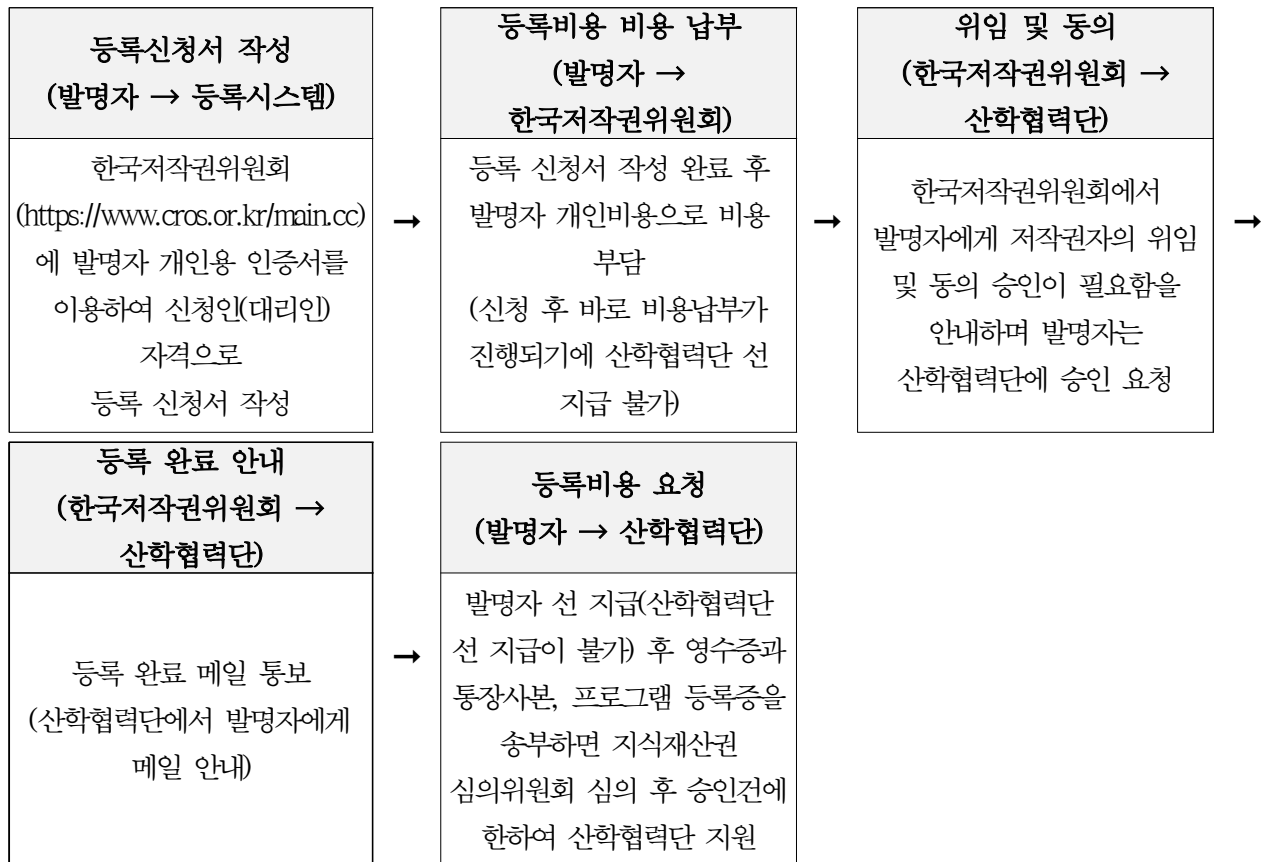 등록신청서 작성
(발명자 → 등록시스템)
한국저작권위원회
(https://www.cros.or.kr/main.cc)
에 발명자 개인용 인증서를
이용하여 신청인(대리인)
자격으로
등록 신청서 작성
→
등록비용 비용 납부
(발명자 →
한국저작권위원회)
등록 신청서 작성 완료 후
발명자 개인비용으로 비용
부담
(신청 후 바로 비용납부가
진행되기에 산학협력단 선
지급 불가)
→
위임 및 동의
(한국저작권위원회 →
산학협력단)
한국저작권위원회에서
발명자에게 저작권자의 위임
및 동의 승인이 필요함을
안내하며 발명자는
산학협력단에 승인 요청
→
등록 완료 안내
(한국저작권위원회 →
산학협력단)
등록 완료 메일 통보
(산학협력단에서 발명자에게
메일 안내)
→
등록비용 요청
(발명자 → 산학협력단)
발명자 선 지급(산학협력단
선 지급이 불가) 후 영수증과
통장사본, 프로그램 등록증을
송부하면 지식재산권
심의위원회 심의 후 승인건에
한하여 산학협력단 지원